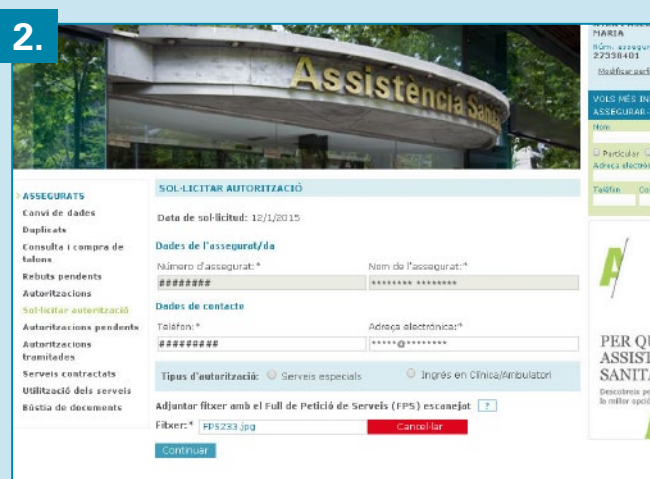 2.
Assistència Sani
MARIA
Núm. assegur
27338401
Modificar perfi
VOLS MÉS IN
ASSEGURAR-
Nom
Particular
Adreça electròn
Telèfon Co
ASSEGURATS
Canvi de dades
Duplicats
Consulta i compra de
talons
Rebuts pendents
Autoritzacions
Sol·licitar autorització
Autoritzacions pendents
Autoritzacions
tramitades
Serveis contractats
Utilització dels serveis
Bústia de documents
SOL·LICITAR AUTORITZACIÓ
Data de sol·licitud: 12/1/2015
Dades de l'assegurat/da
Número d'assegurat:* Nom de l'assegurat:*
######## ******** ********
Dades de contacte
Telèfon:* Adreça electrònica:*
######### *****@********
Tipus d'autorització: Serveis especials Ingrés en Clínica/Ambulatori
Adjuntar fitxer amb el Full de Petició de Serveis (FPS) escanejat ?
Fitxer:* FPS233.jpg Cancel·lar
Continuar
A
PER QU
ASSIST
SANITA
Descobreix pe
la millor opció